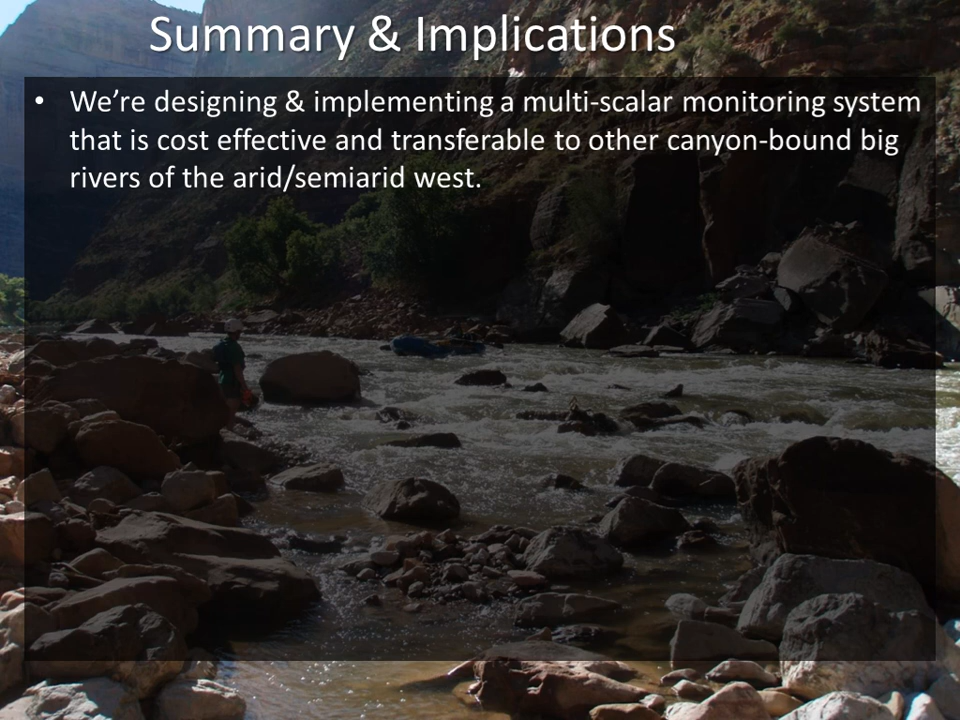 Summary & Implications
• We’re designing & implementing a multi-scalar monitoring system
that is cost effective and transferable to other canyon-bound big
rivers of the arid/semiarid west.